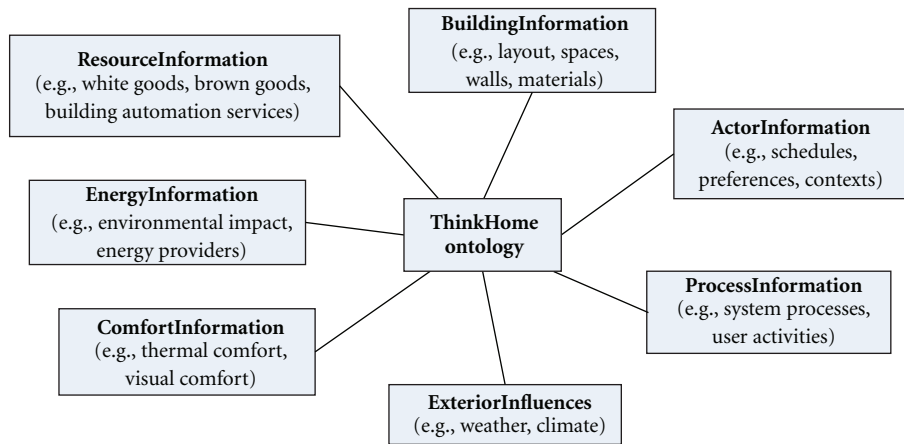 BuildingInformation
(e.g., layout, spaces,
walls, materials)
ResourceInformation
(e.g., white goods, brown goods,
building automation services)
ActorInformation
(e.g., schedules,
preferences, contexts)
EnergyInformation
(e.g., environmental impact,
energy providers)
ThinkHome
ontology
ProcessInformation
(e.g., system processes,
user activities)
ComfortInformation
(e.g., thermal comfort,
visual comfort)
ExteriorInfluences
(e.g., weather, climate)